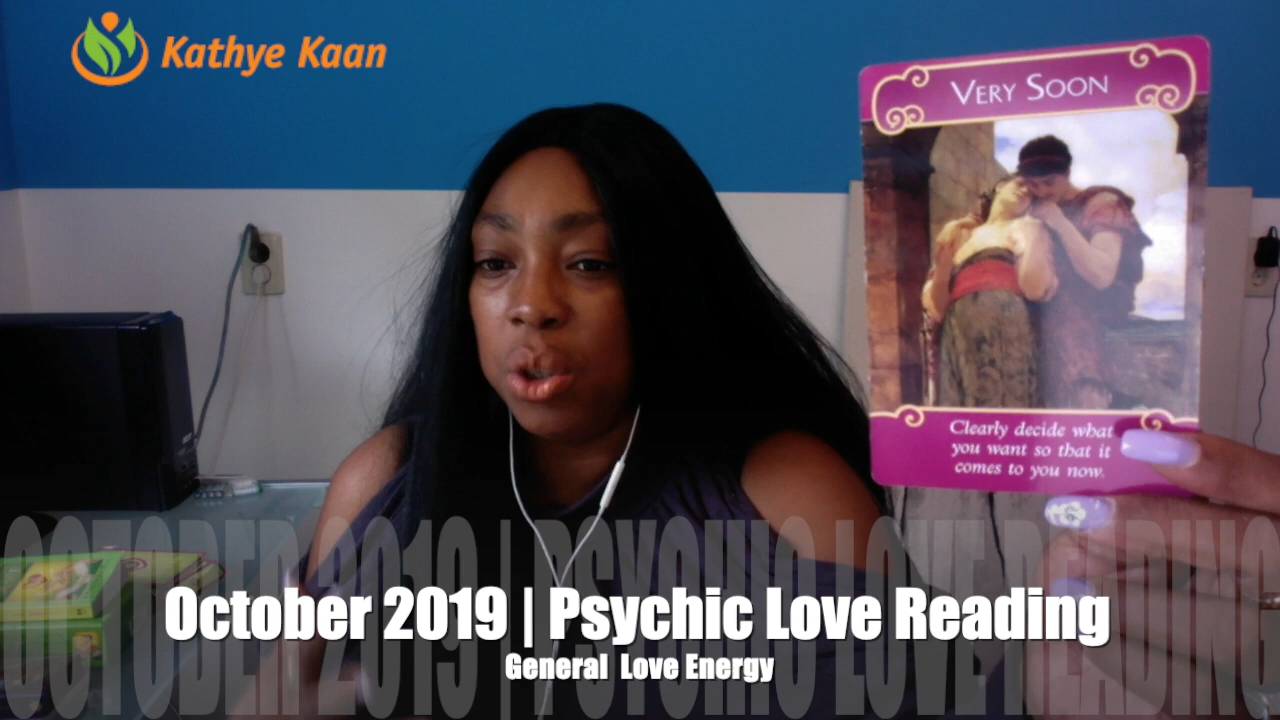 Kathye Kaan
VERY SOON
Clearly decide what
you want so that it
comes to you now.
OCTOBER 2019 | PSYCHIC LOVE READING
October 2019 | Psychic Love Reading
General Love Energy